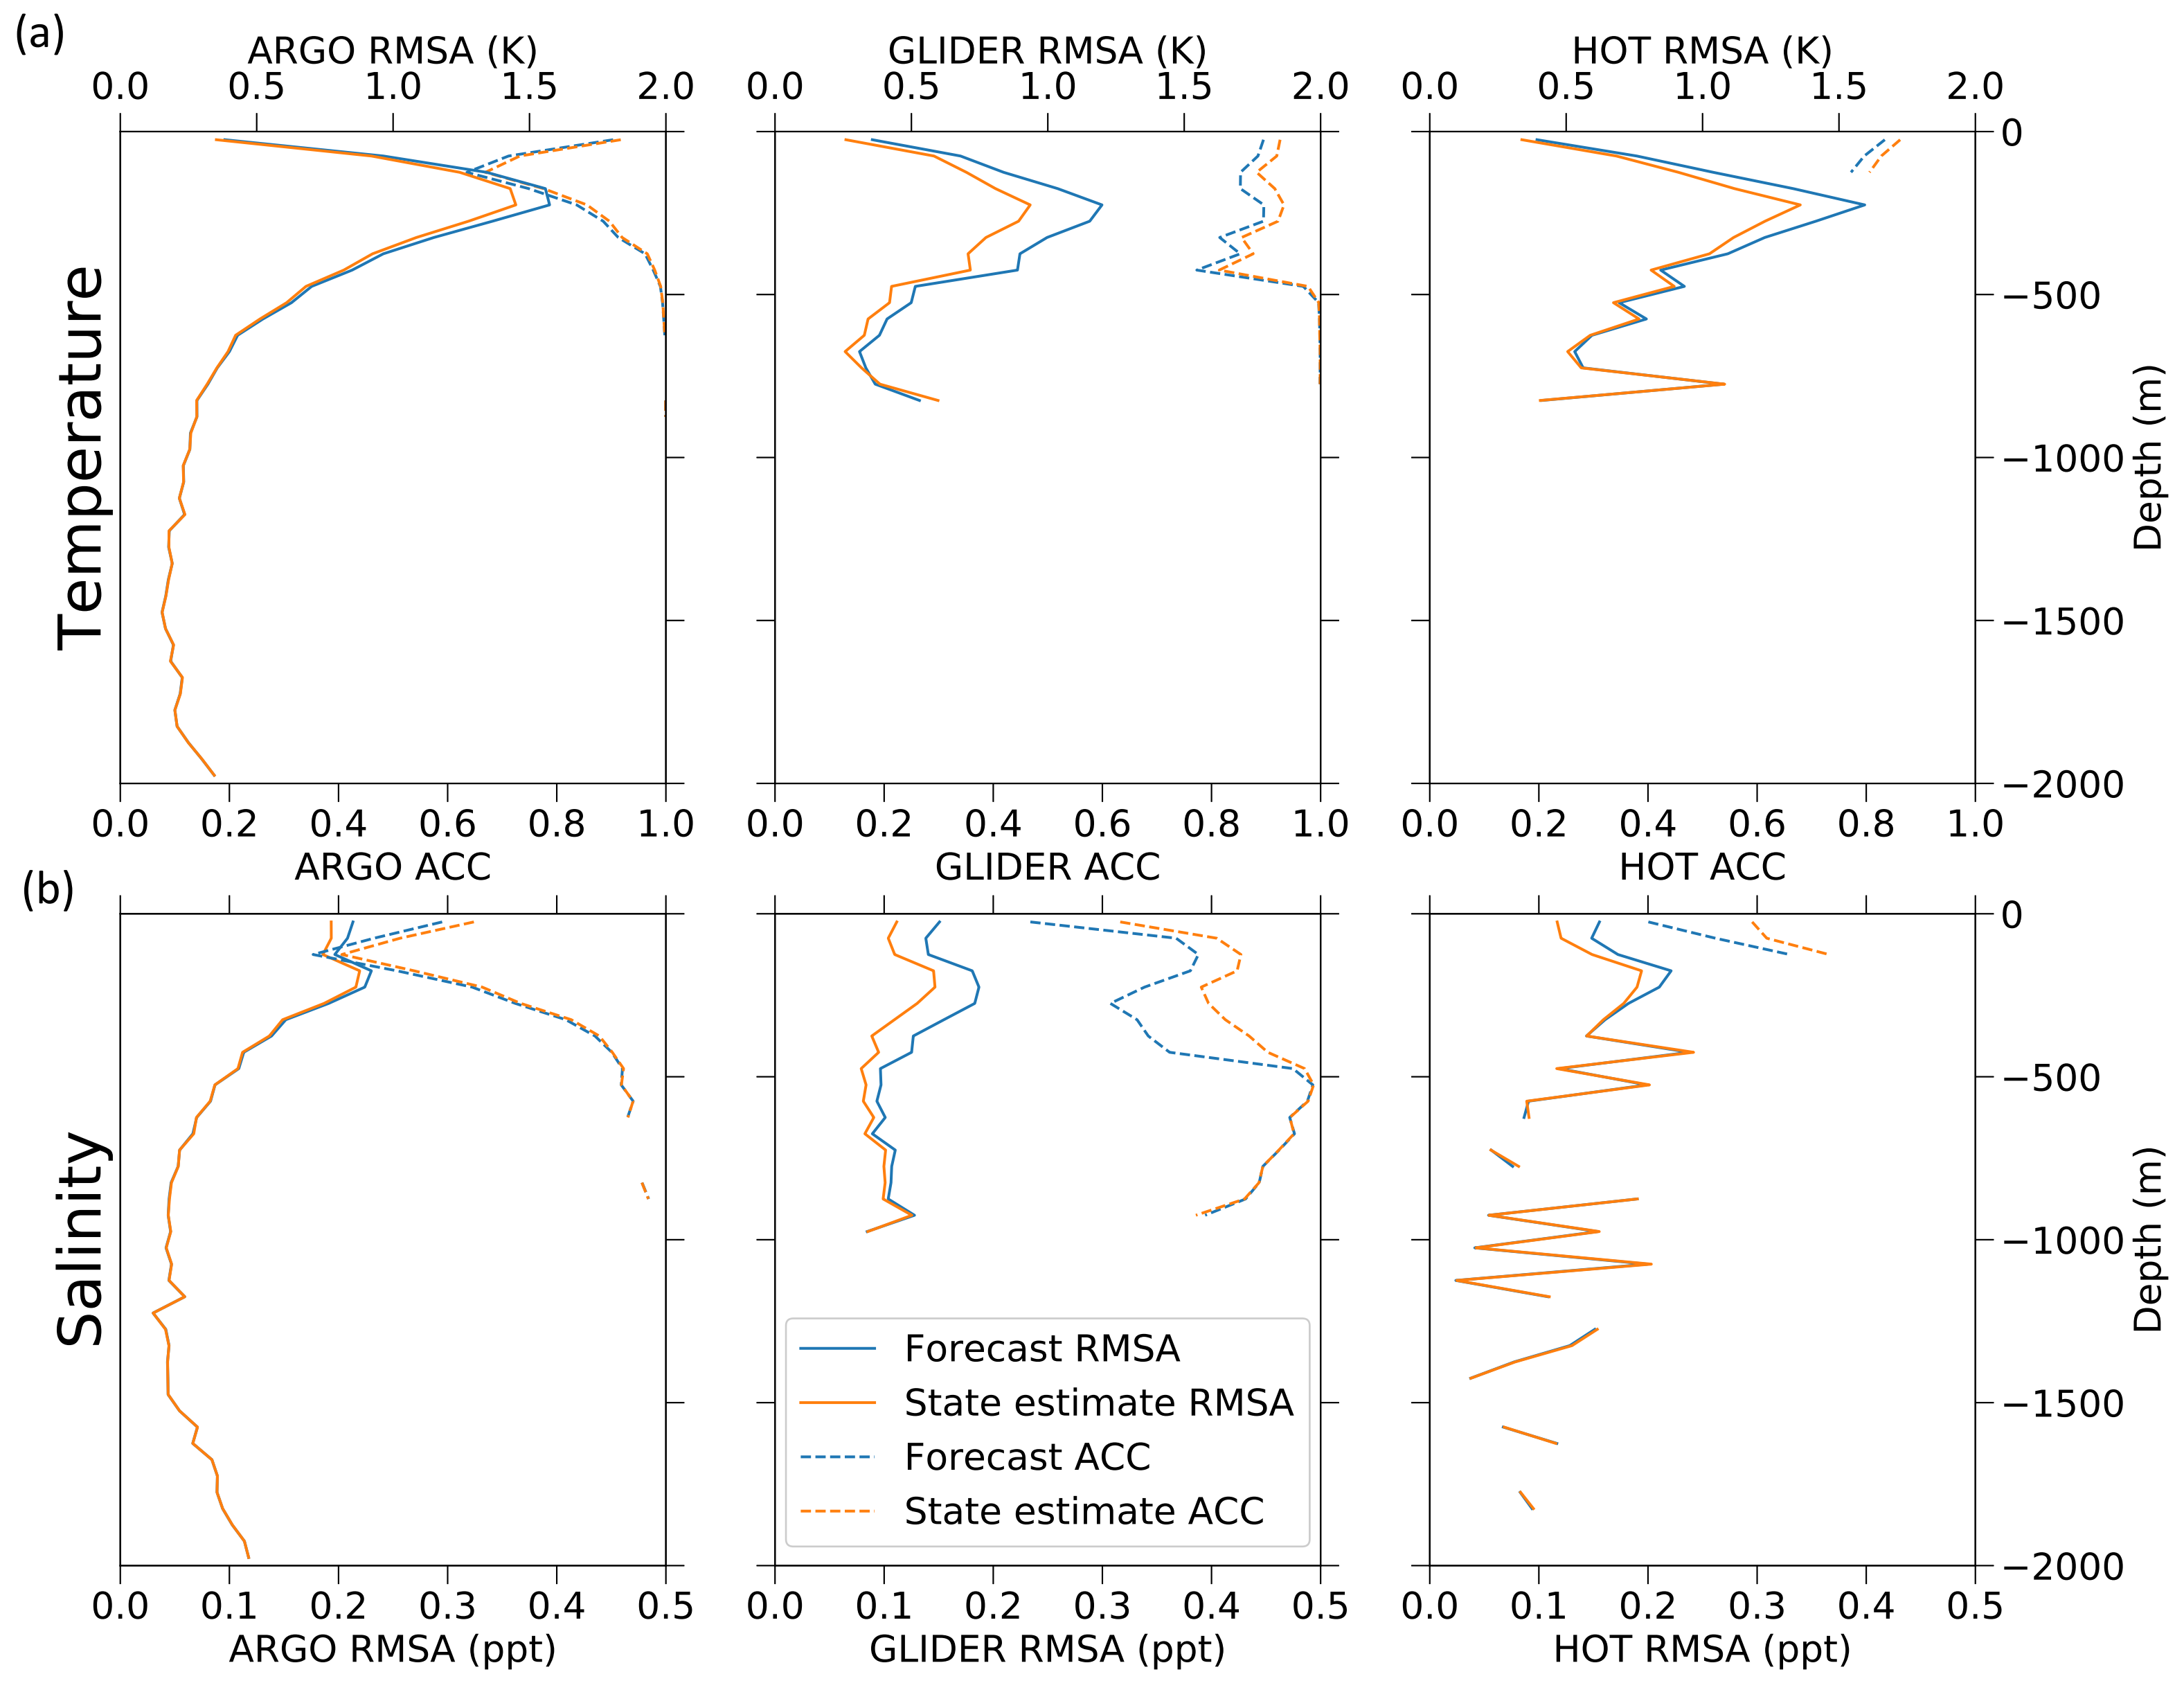 (a)
ARGO RMSA (K) GLIDER RMSA (K) HOT RMSA (K)
0.0 0.5 1.0 1.5 2.0 0.0 0.5 1.0 1.5 2.0 0.0 0.5 1.0 1.5 2.0
Temperature
0
−500
−1000
−1500
−2000
Depth (m)
0.0 0.2 0.4 0.6 0.8 1.0 0.0 0.2 0.4 0.6 0.8 1.0 0.0 0.2 0.4 0.6 0.8 1.0
ARGO ACC GLIDER ACC HOT ACC
(b)
Salinity
0
−500
−1000
−1500
−2000
Depth (m)
Forecast RMSA
State estimate RMSA
Forecast ACC
State estimate ACC
0.0 0.1 0.2 0.3 0.4 0.5 0.0 0.1 0.2 0.3 0.4 0.5 0.0 0.1 0.2 0.3 0.4 0.5
ARGO RMSA (ppt) GLIDER RMSA (ppt) HOT RMSA (ppt)